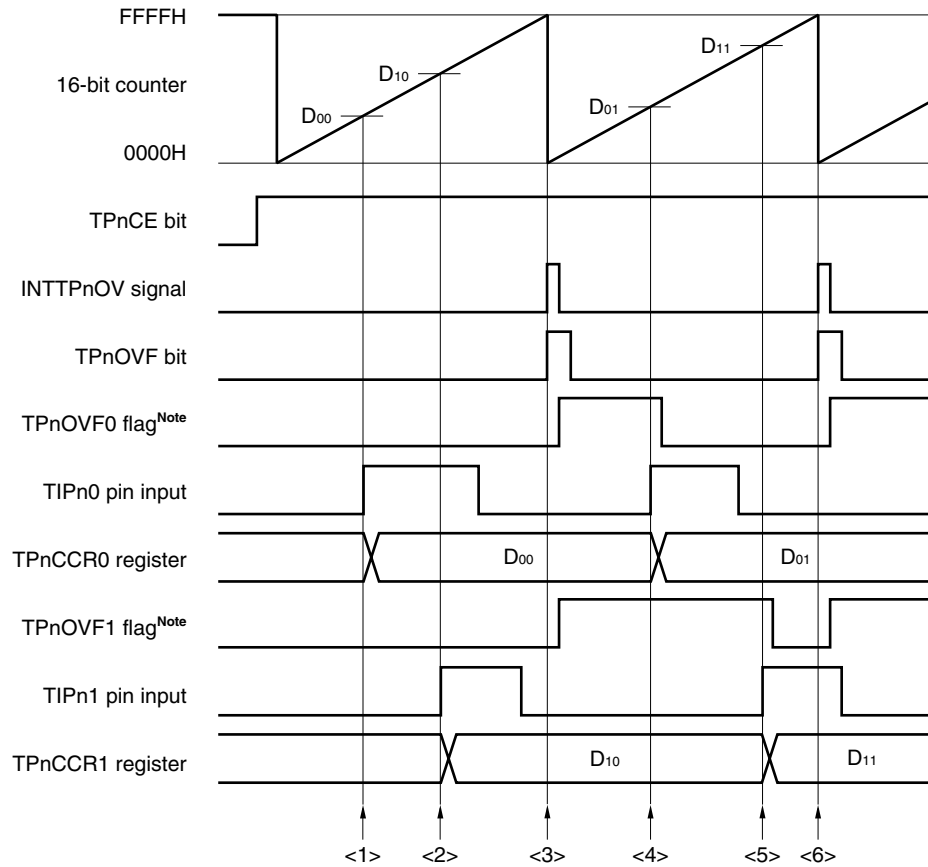 FFFFH
D11
D10
16-bit counter
D01
D00
0000H
TPnCE bit
INTTPnOV signal
TPnOVF bit
TPnOVF0 flagNote
TIPn0 pin input
TPnCCR0 register
D00
D01
TPnOVF1 flagNote
TIPn1 pin input
TPnCCR1 register
D10
D11
<1>
<2>
<3>
<4>
<5>
<6>